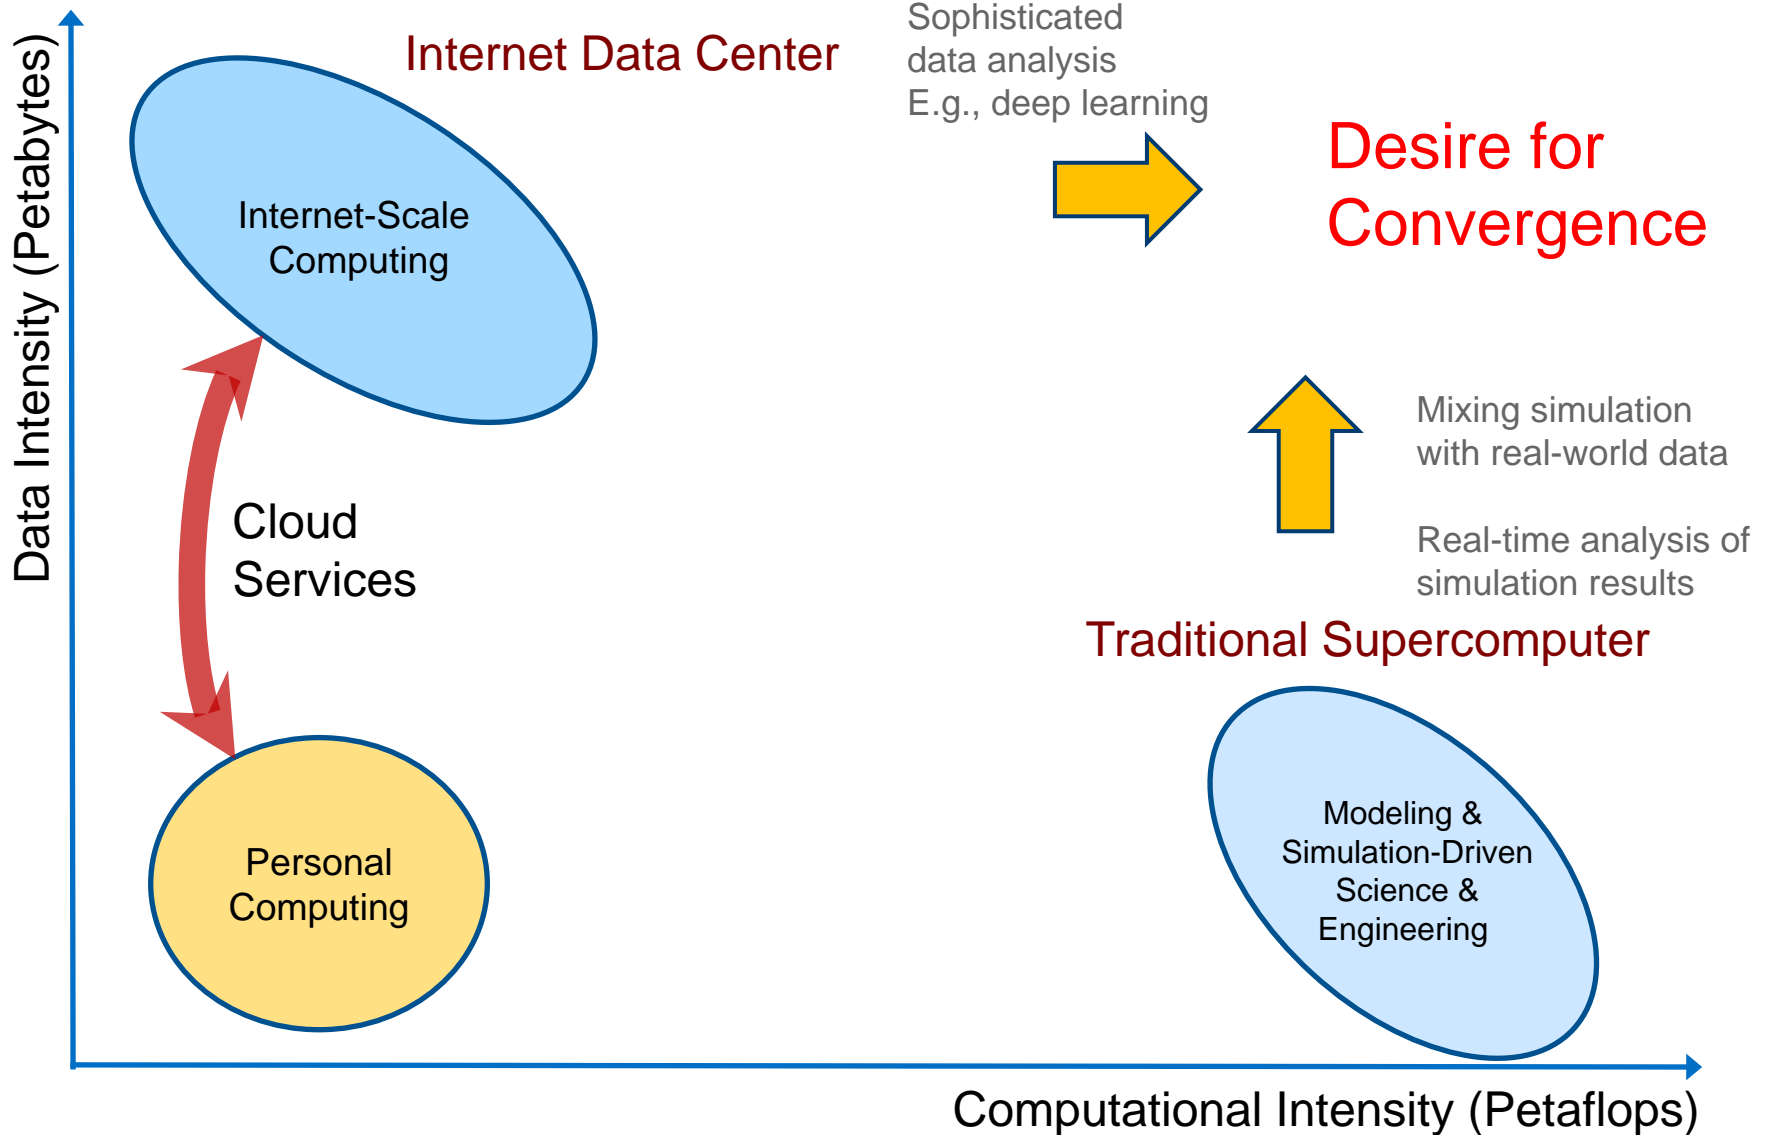 Data Intensity (Petabytes)
Internet Data Center
Sophisticated
data analysis
E.g., deep learning
Desire for
Convergence
Internet-Scale
Computing
Mixing simulation
with real-world data
Cloud
Services
Real-time analysis of
simulation results
Traditional Supercomputer
Personal
Computing
Modeling &
Simulation-Driven
Science &
Engineering
Computational Intensity (Petaflops)